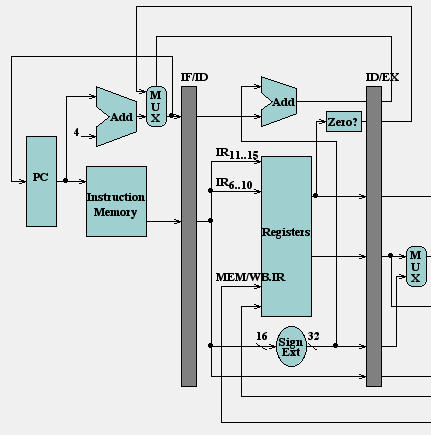 IF/ID
ID/EX
M
U
X
Add
4
Add
Zero?
PC
Instruction
Memory
IR11..15
IR6..10
Registers
M
U
X
MEM/WB.IR
16
Sign
Ext
32